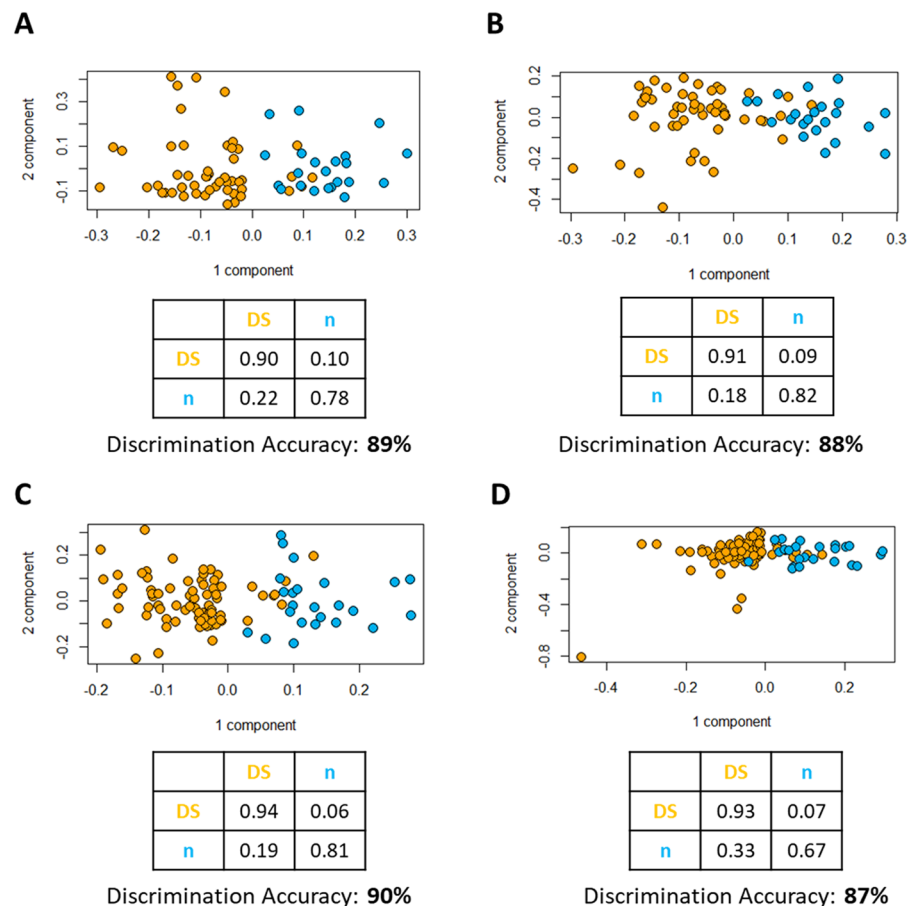 A
2 component
0.3
0.1
-0.1
-0.3 -0.2 -0.1 0.0 0.1 0.2 0.3
1 component
DS n
DS 0.90 0.10
n 0.22 0.78
Discrimination Accuracy: 89%
B
2 component
0.2
0.0
-0.2
-0.4
-0.3 -0.2 -0.1 0.0 0.1 0.2 0.3
1 component
DS n
DS 0.91 0.09
n 0.18 0.82
Discrimination Accuracy: 88%
C
2 component
0.2
0.0
-0.2
-0.2 -0.1 0.0 0.1 0.2
1 component
DS n
DS 0.94 0.06
n 0.19 0.81
Discrimination Accuracy: 90%
D
2 component
0.0
-0.4
-0.8
-0.4 -0.2 0.0 0.2
1 component
DS n
DS 0.93 0.07
n 0.33 0.67
Discrimination Accuracy: 87%